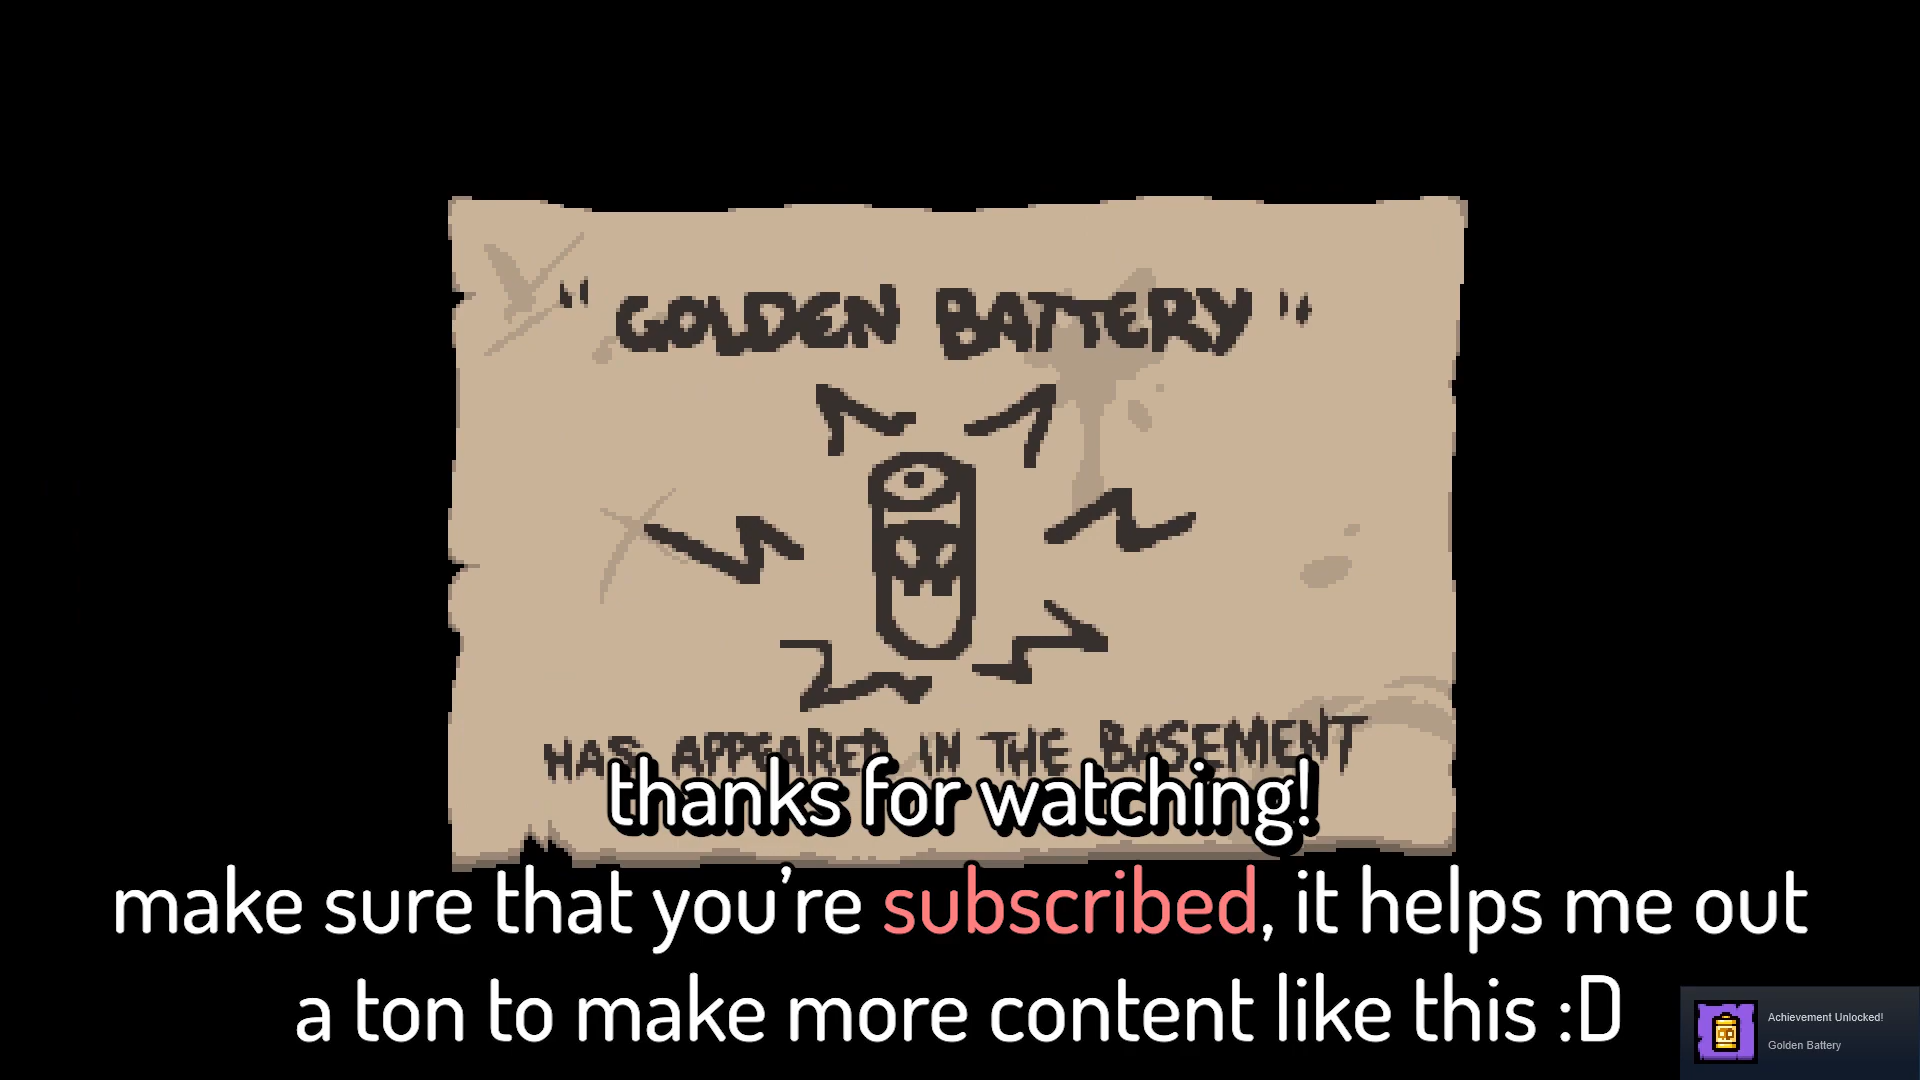 "GOLDEN BATTERY"
HAS APPEARED IN THE BASEMENT
thanks for watching!
make sure that you’re subscribed, it helps me out
a ton to make more content like this :D
Achievement Unlocked!
Golden Battery